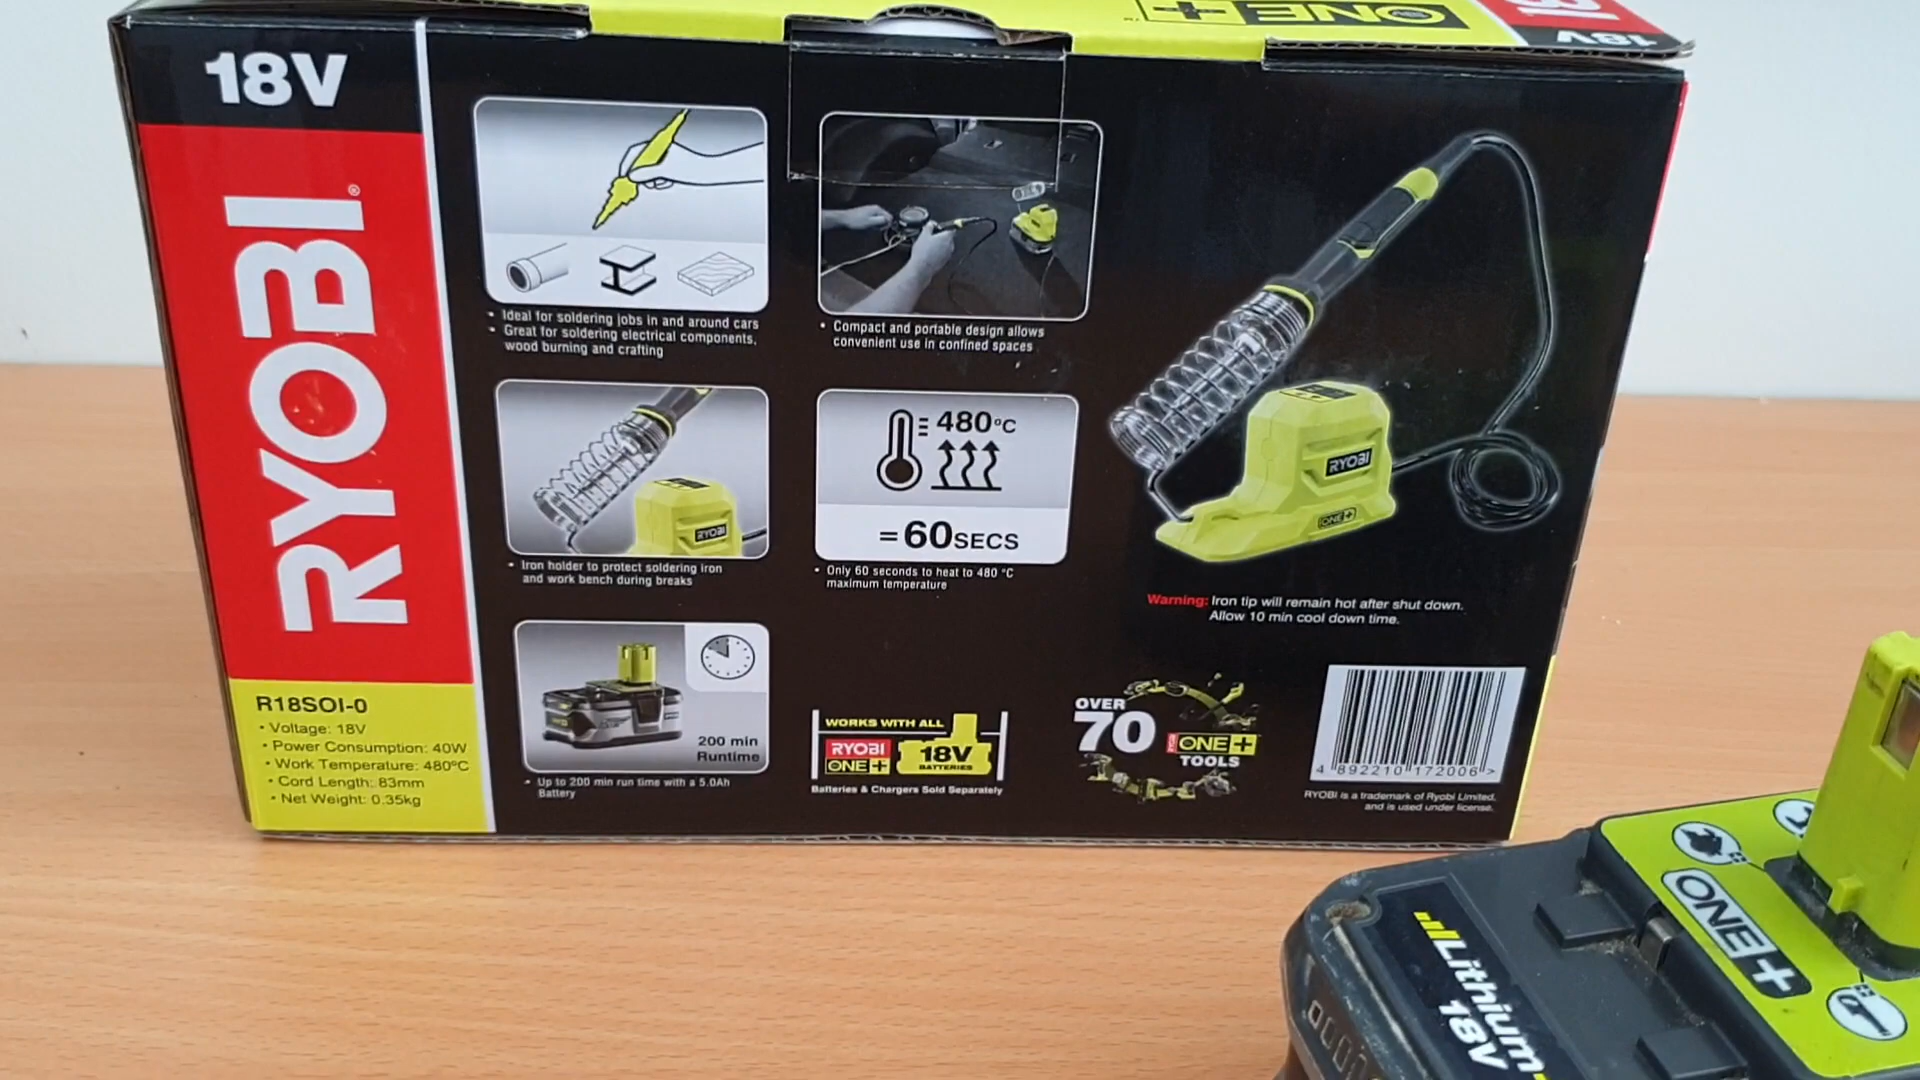 ONE+
18
18V
18V
RYOBI®
R18SOI-0
• Voltage: 18V
• Power Consumption: 40W
• Work Temperature: 480ºC
• Cord Length: 83mm
• Net Weight: 0.35kg
• Ideal for soldering jobs in and around cars
• Great for soldering electrical components,
wood burning and crafting
• Compact and portable design allows
convenient use in confined spaces
RYOBI
• Iron holder to protect soldering iron
and work bench during breaks
480°C
=60SECS
• Only 60 seconds to heat to 480 °C
maximum temperature
RYOBI
ONE+
Warning: Iron tip will remain hot after shut down.
Allow 10 min cool down time.
200 min
Runtime
• Up to 200 min run time with a 5.0Ah
Battery
WORKS WITH ALL
RYOBI
ONE+
18V
BATTERIES
Batteries & Chargers Sold Separately
OVER
70
RYOBI
ONE+
TOOLS
4 892210 172006 >
RYOBI is a trademark of Ryobi Limited,
and is used under license.
ONE+
Lithium+
18V